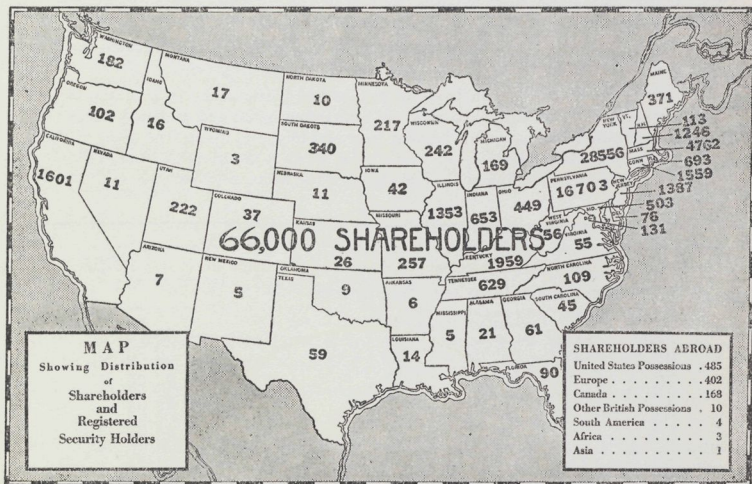 WASHINGTON
182
OREGON
102
CALIFORNIA
1601
NEVADA
11
IDAHO
16
MONTANA
17
WYOMING
3
UTAH
222
COLORADO
37
ARIZONA
7
NEW MEXICO
5
NORTH DAKOTA
10
SOUTH DAKOTA
340
NEBRASKA
11
KANSAS
26
OKLAHOMA
9
TEXAS
59
MINNESOTA
217
IOWA
42
MISSOURI
257
ARKANSAS
6
LOUISIANA
14
WISCONSIN
242
ILLINOIS
1353
MICHIGAN
169
INDIANA
653
OHIO
449
KENTUCKY
1959
TENNESSEE
629
MISSISSIPPI
5
ALABAMA
21
GEORGIA
61
FLORIDA
90
SOUTH CAROLINA
45
NORTH CAROLINA
109
VIRGINIA
55
WEST VIRGINIA
56
PENNSYLVANIA
16703
NEW YORK
28556
MAINE
371
VT.
N.H.
MASS
CONN
NEW JERSEY
MD.
113
1246
4762
693
1559
1387
503
76
131
66,000 SHAREHOLDERS
MAP
Showing Distribution
of
Shareholders
and
Registered
Security Holders
SHAREHOLDERS ABROAD
United States Possessions . 485
Europe . . . . . . . . . . 402
Canada . . . . . . . . . . 168
Other British Possessions . 10
South America . . . . . . 4
Africa . . . . . . . . . . 3
Asia . . . . . . . . . . . 1